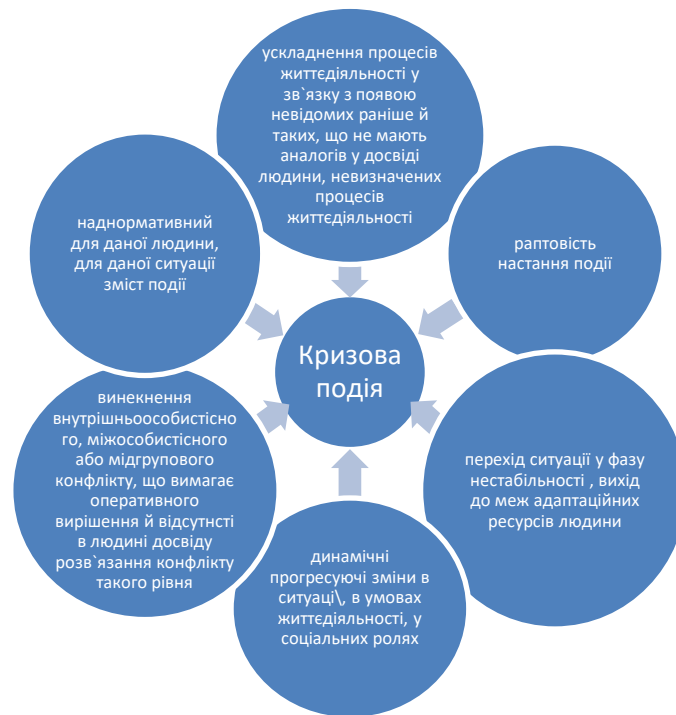 ускладнення процесів
життєдіяльності у
зв`язку з появою
невідомих раніше й
таких, що не мають
аналогів у досвіді
людини, невизначених
процесів
життєдіяльності
раптовість
настання події
перехід ситуації у фазу
нестабільності , вихід
до меж адаптаційних
ресурсів людини
динамічні
прогресуючі зміни в
ситуаці\, в умовах
життєдіяльності, у
соціальних ролях
винекнення
внутрішньоособистісно
го, міжособистісного
або мідгрупового
конфлікту, що вимагає
оперативного
вирішення й відсутнсті
в людині досвіду
розв`язання конфлікту
такого рівня
наднормативний
для даної людини,
для даної ситуації
зміст події
Кризова
подія